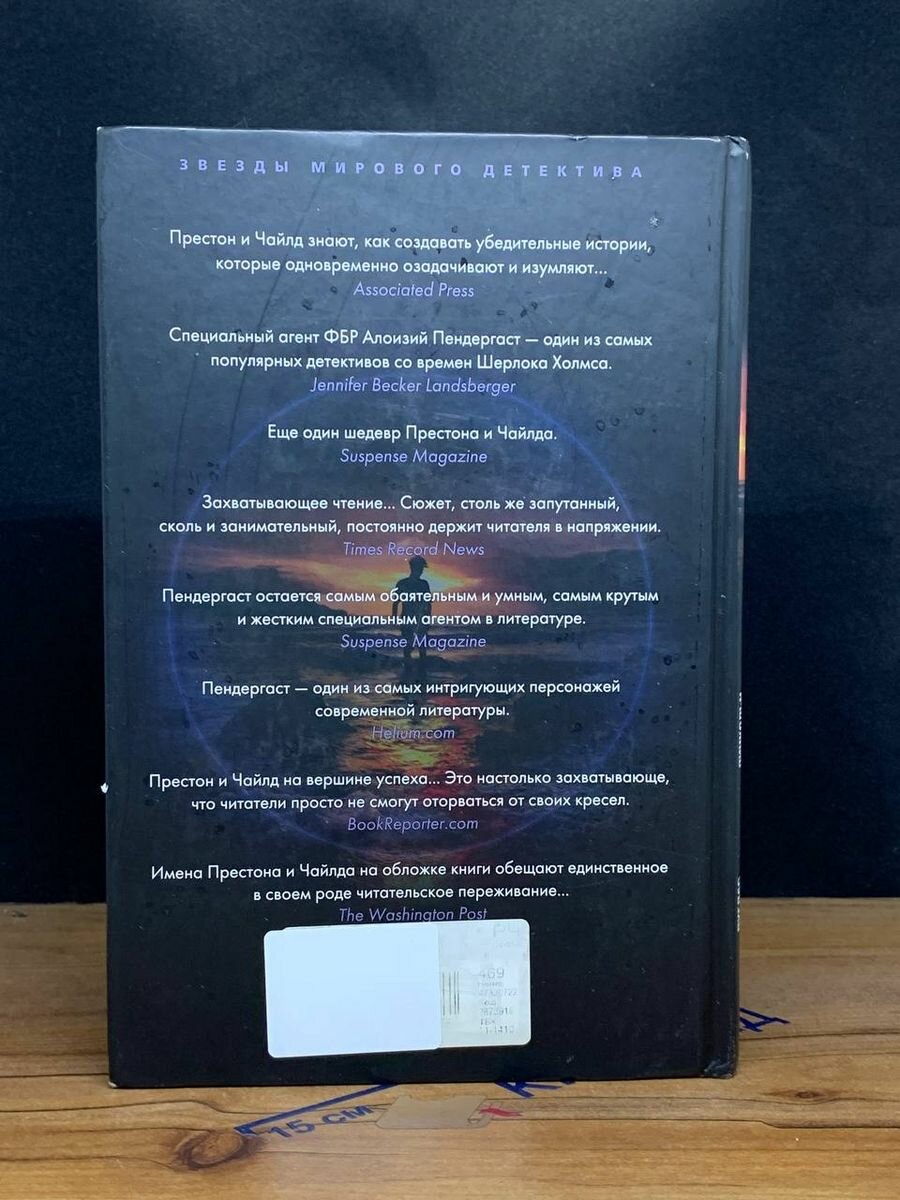 ЗВЕЗДЫ МИРОВОГО ДЕТЕКТИВА
Престон и Чайлд знают, как создавать убедительные истории,
которые одновременно озадачивают и изумляют...
Associated Press
Специальный агент ФБР Алоизий Пендергаст — один из самых
популярных детективов со времен Шерлока Холмса.
Jennifer Becker Landsberger
Еще один шедевр Престона и Чайлда.
Suspense Magazine
Захватывающее чтение... Сюжет, столь же запутанный,
сколь и занимательный, постоянно держит читателя в напряжении.
Times Record News
Пендергаст остается самым обаятельным и умным, самым крутым
и жестким специальным агентом в литературе.
Suspense Magazine
Пендергаст — один из самых интригующих персонажей
современной литературы.
Helium.com
Престон и Чайлд на вершине успеха... Это настолько захватывающе,
что читатели просто не смогут оторваться от своих кресел.
BookReporter.com
Имена Престона и Чайлда на обложке книги обещают единственное
в своем роде читательское переживание...
The Washington Post
469
15 см